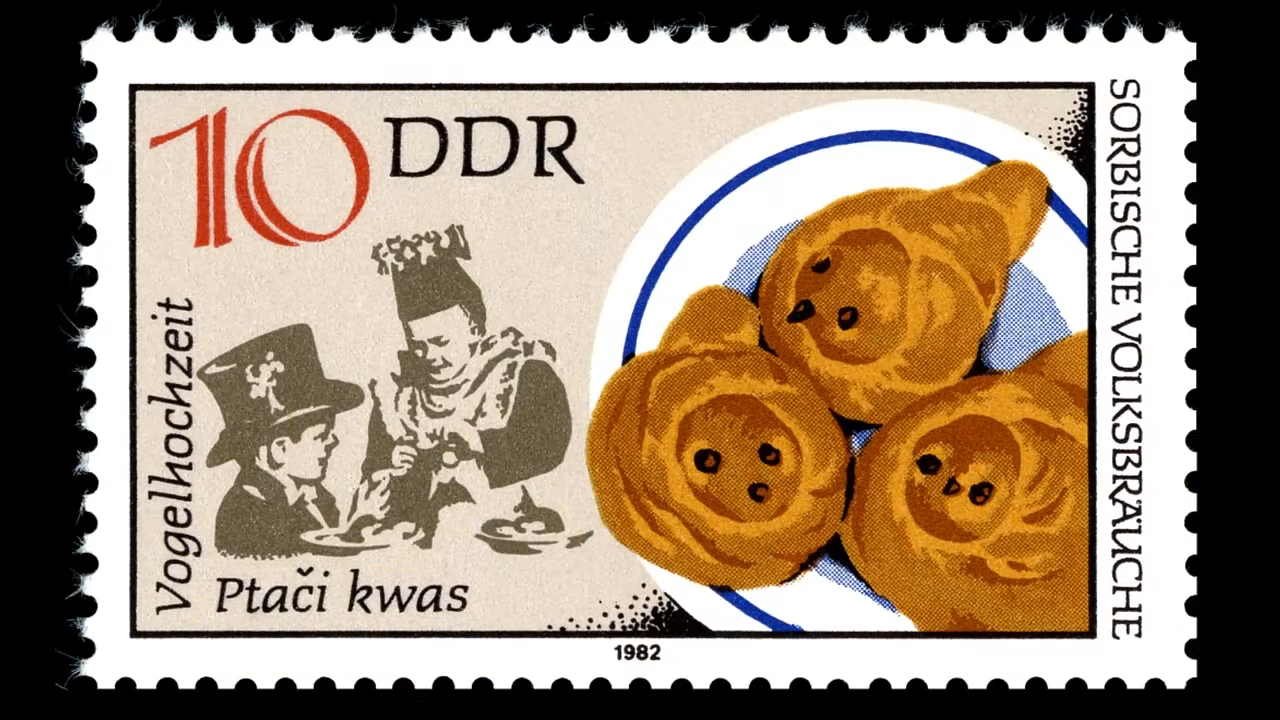 10 DDR
Vogelhochzeit
Ptači kwas
SORBISCHE VOLKSBRÄUCHE
1982